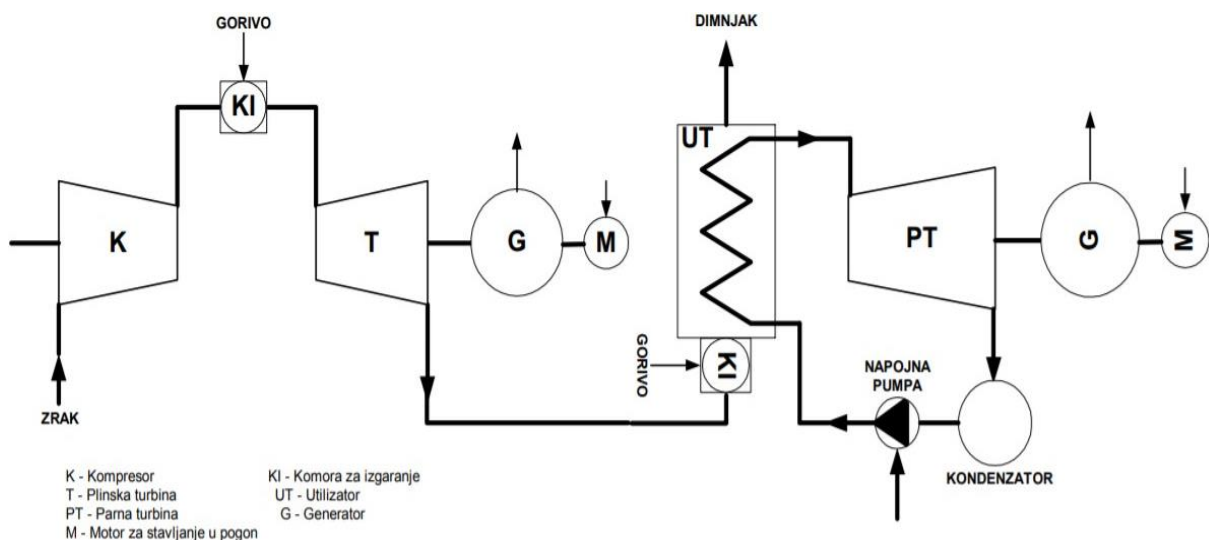 GORIVO
KI
K
T
G
M
ZRAK
DIMNJAK
UT
PT
G
M
GORIVO
KI
NAPOJNA
PUMPA
KONDENZATOR
K - Kompresor
T - Plinska turbina
PT - Parna turbina
M - Motor za stavljanje u pogon
KI - Komora za izgaranje
UT - Utilizator
G - Generator